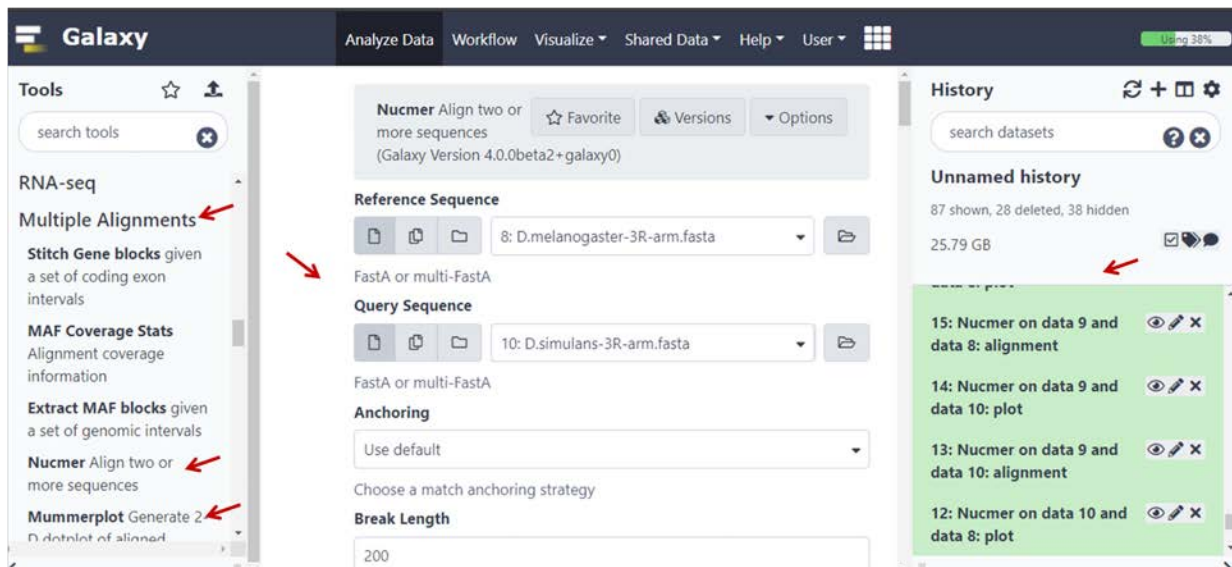 Galaxy
Analyze Data Workflow Visualize Shared Data Help User
Using 38%
Tools
search tools
RNA-seq
Multiple Alignments
Stitch Gene blocks given
a set of coding exon
intervals
MAF Coverage Stats
Alignment coverage
information
Extract MAF blocks given
a set of genomic intervals
Nucmer Align two or
more sequences
Mummerplot Generate 2-
D dotplot of aligned
Nucmer Align two or
more sequences
(Galaxy Version 4.0.0beta2+galaxy0)
Favorite
Versions
Options
Reference Sequence
8: D.melanogaster-3R-arm.fasta
FastA or multi-FastA
Query Sequence
10: D.simulans-3R-arm.fasta
FastA or multi-FastA
Anchoring
Use default
Choose a match anchoring strategy
Break Length
200
History
search datasets
Unnamed history
87 shown, 28 deleted, 38 hidden
25.79 GB
data 8: plot
15: Nucmer on data 9 and
data 8: alignment
14: Nucmer on data 9 and
data 10: plot
13: Nucmer on data 9 and
data 10: alignment
12: Nucmer on data 10 and
data 8: plot